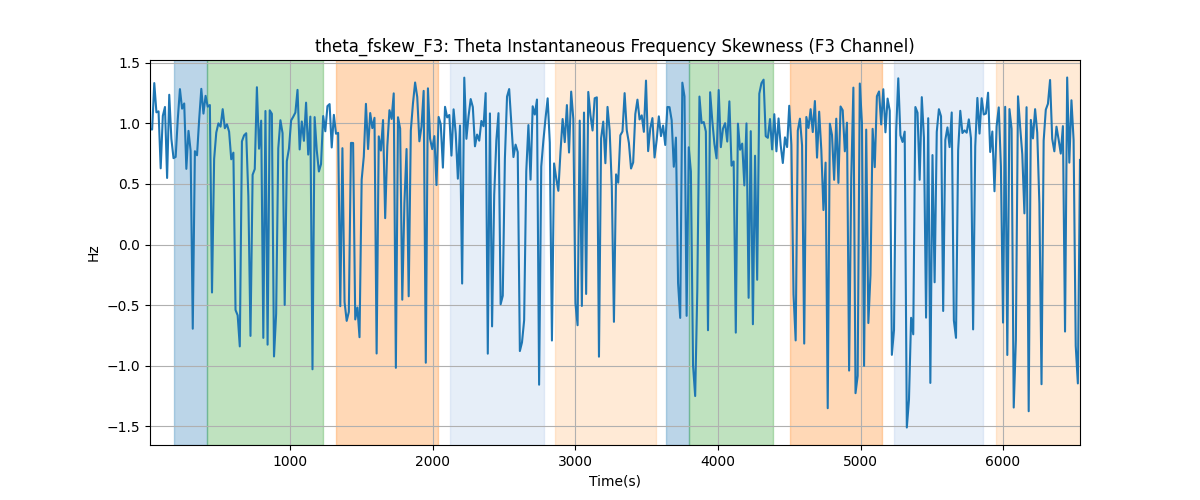 theta_fskew_F3: Theta Instantaneous Frequency Skewness (F3 Channel)
1.5
1.0
0.5
0.0
−0.5
−1.0
−1.5
Hz
1000 2000 3000 4000 5000 6000
Time(s)